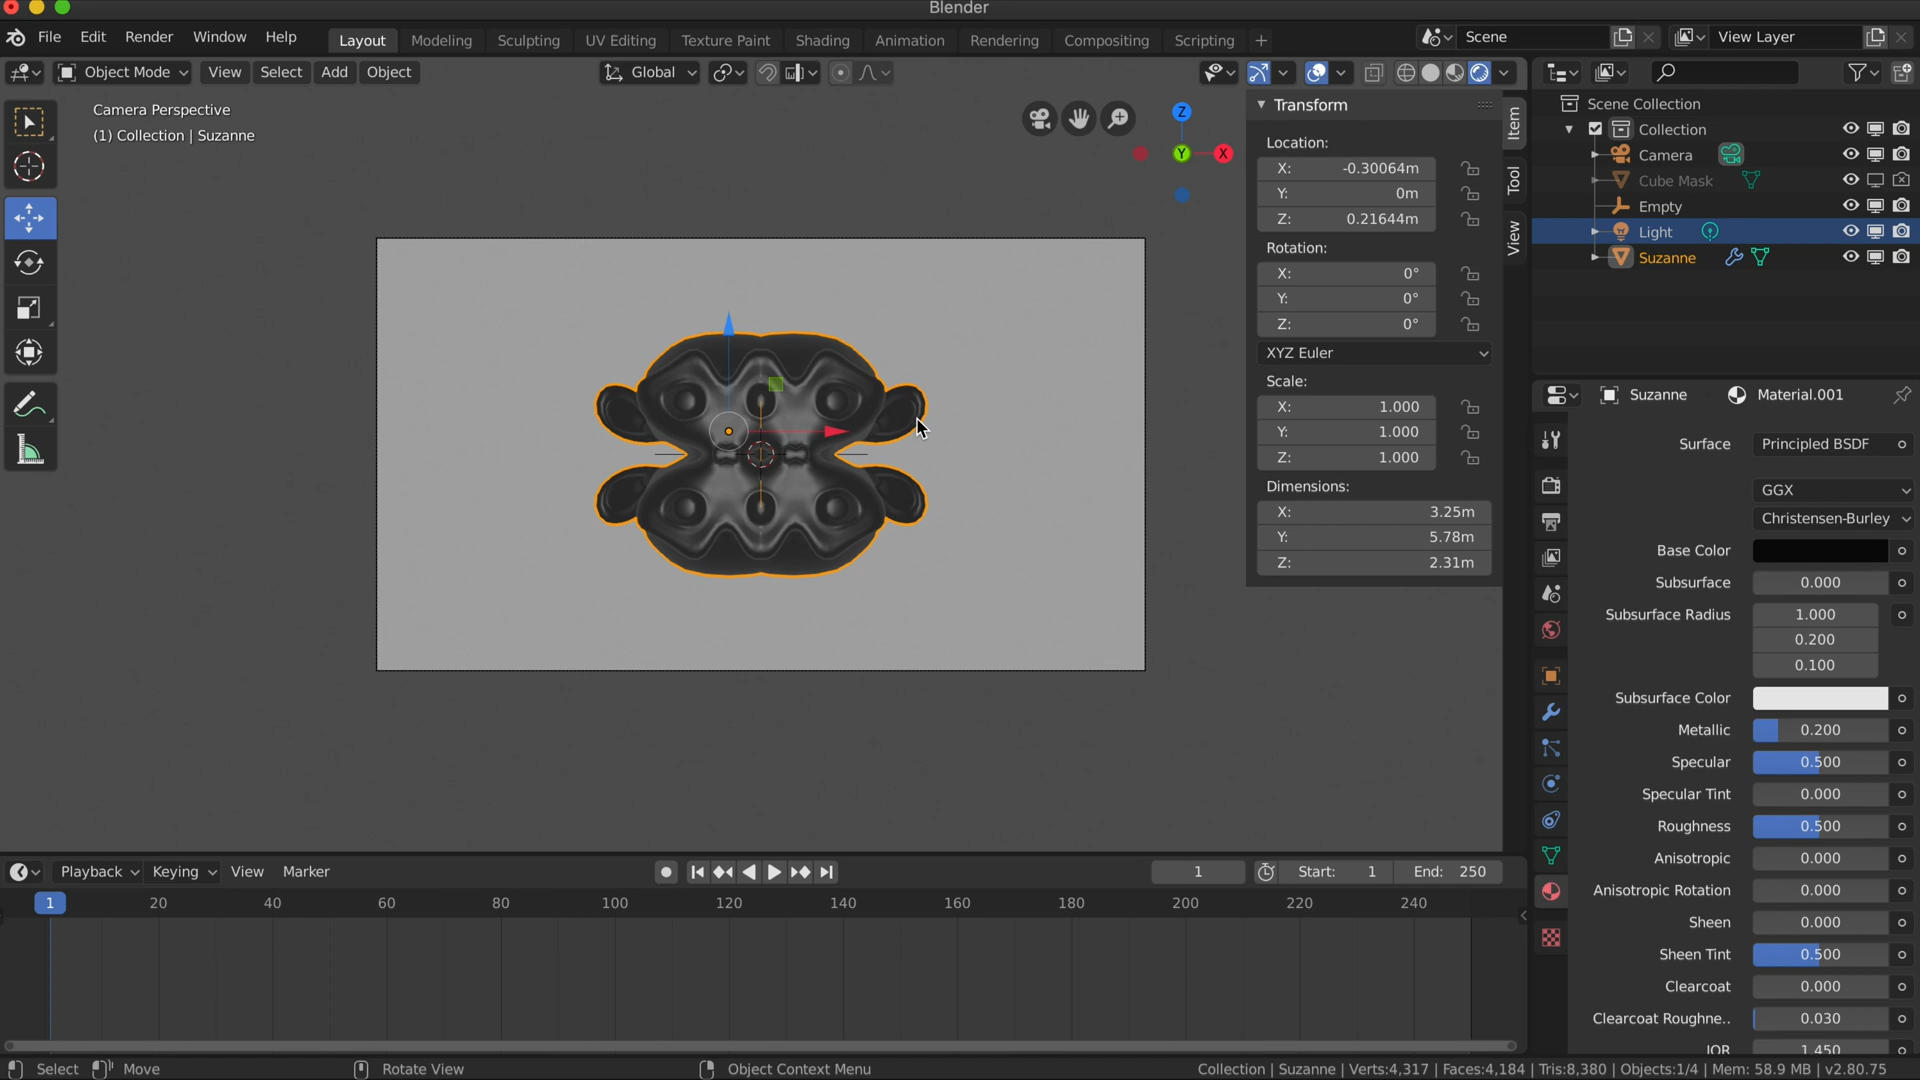 Blender
File Edit Render Window Help Layout Modeling Sculpting UV Editing Texture Paint Shading Animation Rendering Compositing Scripting + Scene View Layer
Object Mode View Select Add Object Global
Camera Perspective
(1) Collection | Suzanne
Z
Y
X
Transform
Location:
X: -0.30064m
Y: 0m
Z: 0.21644m
Rotation:
X: 0°
Y: 0°
Z: 0°
XYZ Euler
Scale:
X: 1.000
Y: 1.000
Z: 1.000
Dimensions:
X: 3.25m
Y: 5.78m
Z: 2.31m
Item
Tool
View
Scene Collection
Collection
Camera
Cube Mask
Empty
Light
Suzanne
Suzanne Material.001
Surface Principled BSDF
GGX
Christensen-Burley
Base Color
Subsurface 0.000
Subsurface Radius 1.000
0.200
0.100
Subsurface Color
Metallic 0.200
Specular 0.500
Specular Tint 0.000
Roughness 0.500
Anisotropic 0.000
Anisotropic Rotation 0.000
Sheen 0.000
Sheen Tint 0.500
Clearcoat 0.000
Clearcoat Roughne.. 0.030
IOR 1.450
Playback Keying View Marker 1 Start: 1 End: 250
1 20 40 60 80 100 120 140 160 180 200 220 240
Select Move Rotate View Object Context Menu Collection | Suzanne | Verts:4,317 | Faces:4,184 | Tris:8,380 | Objects:1/4 | Mem: 58.9 MB | v2.80.75